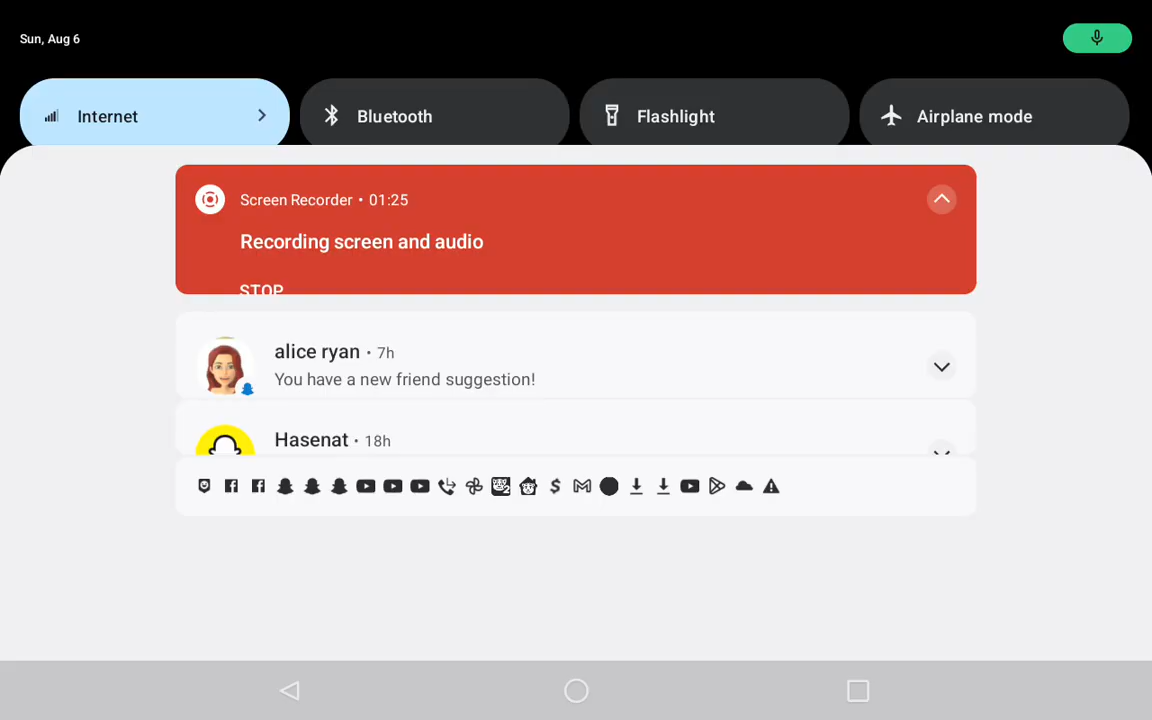 Sun, Aug 6
Internet
Bluetooth
Flashlight
Airplane mode
Screen Recorder • 01:25
Recording screen and audio
STOP
alice ryan • 7h
You have a new friend suggestion!
Hasenat • 18h